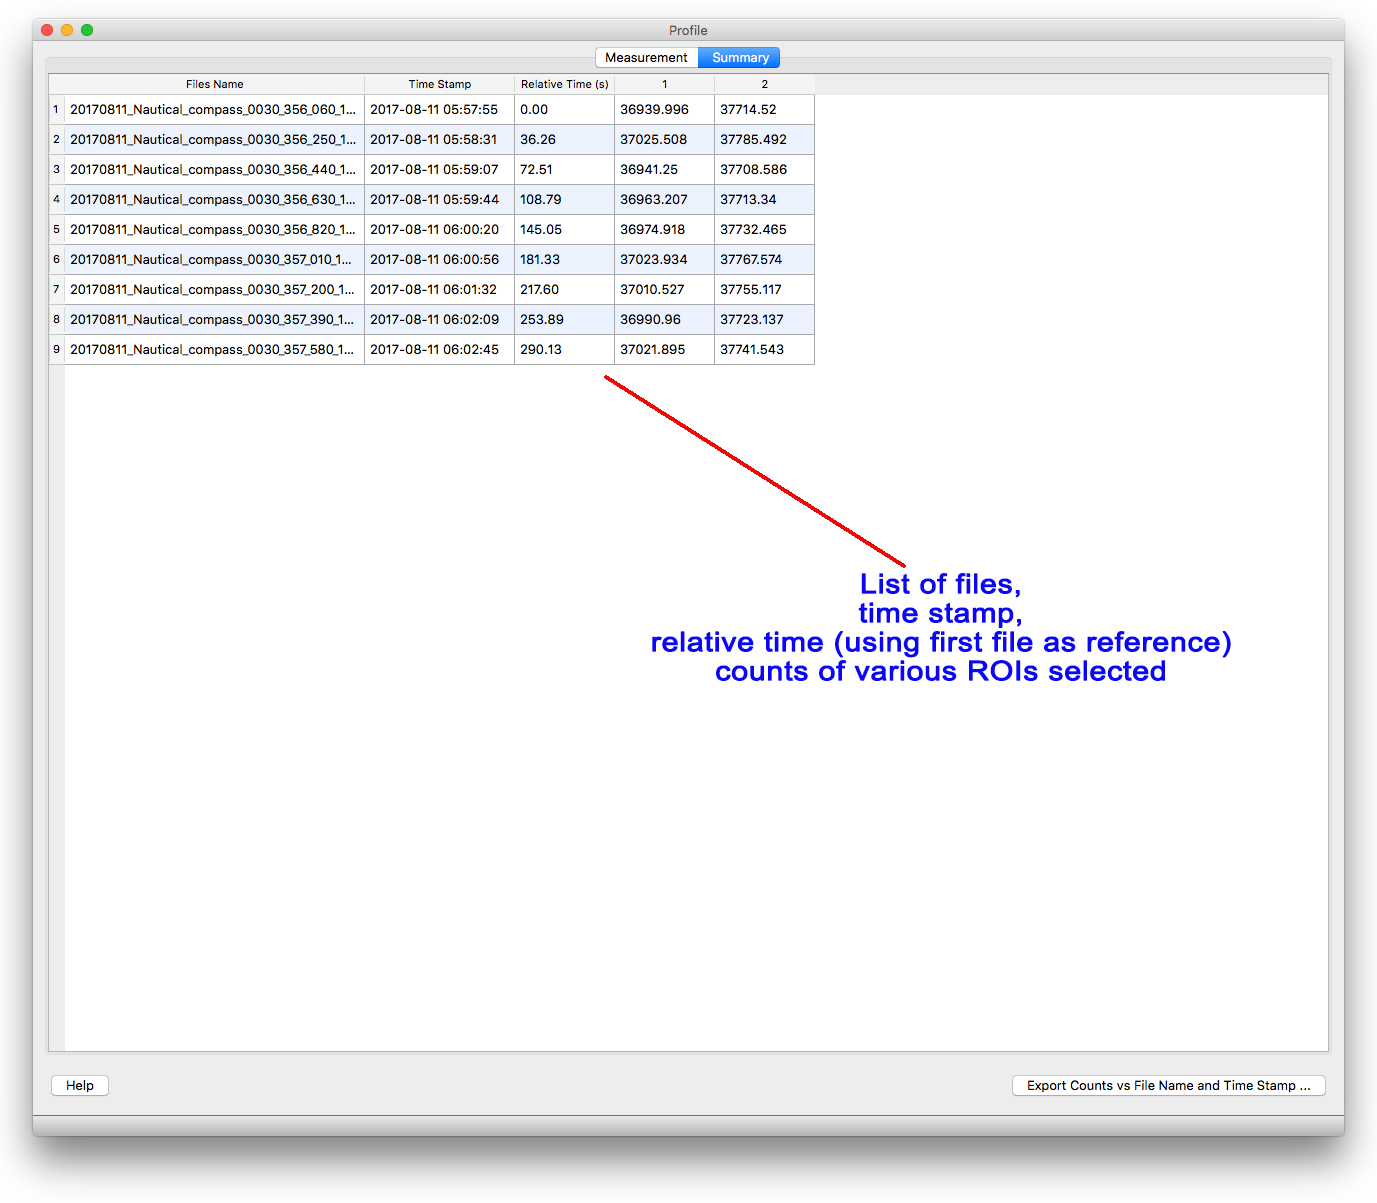 Profile
Measurement Summary
Files Name Time Stamp Relative Time (s) 1 2
1 20170811_Nautical_compass_0030_356_060_1... 2017-08-11 05:57:55 0.00 36939.996 37714.52
2 20170811_Nautical_compass_0030_356_250_1... 2017-08-11 05:58:31 36.26 37025.508 37785.492
3 20170811_Nautical_compass_0030_356_440_1... 2017-08-11 05:59:07 72.51 36941.25 37708.586
4 20170811_Nautical_compass_0030_356_630_1... 2017-08-11 05:59:44 108.79 36963.207 37713.34
5 20170811_Nautical_compass_0030_356_820_1... 2017-08-11 06:00:20 145.05 36974.918 37732.465
6 20170811_Nautical_compass_0030_357_010_1... 2017-08-11 06:00:56 181.33 37023.934 37767.574
7 20170811_Nautical_compass_0030_357_200_1... 2017-08-11 06:01:32 217.60 37010.527 37755.117
8 20170811_Nautical_compass_0030_357_390_1... 2017-08-11 06:02:09 253.89 36990.96 37723.137
9 20170811_Nautical_compass_0030_357_580_1... 2017-08-11 06:02:45 290.13 37021.895 37741.543
List of files,
time stamp,
relative time (using first file as reference)
counts of various ROIs selected
Help Export Counts vs File Name and Time Stamp ...